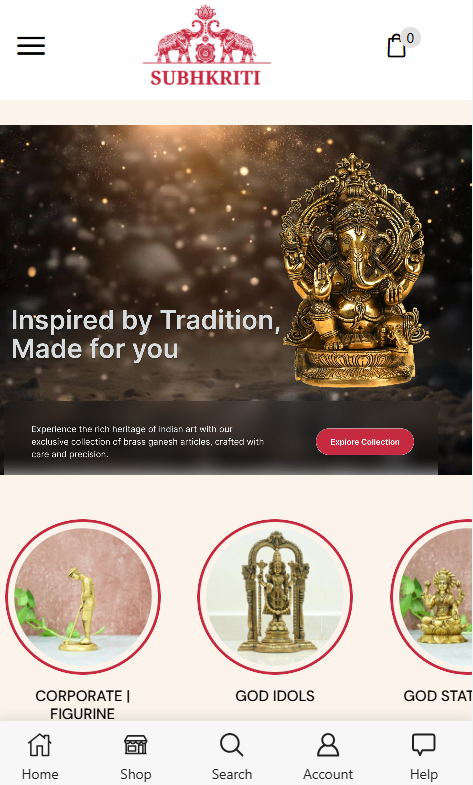 0
SUBHKRITI
Inspired by Tradition,
Made for you
Experience the rich heritage of indian art with our
exclusive collection of brass ganesh articles, crafted with
care and precision.
Explore Collection
CORPORATE |
FIGURINE
GOD IDOLS
GOD STAT
Home
Shop
Search
Account
Help